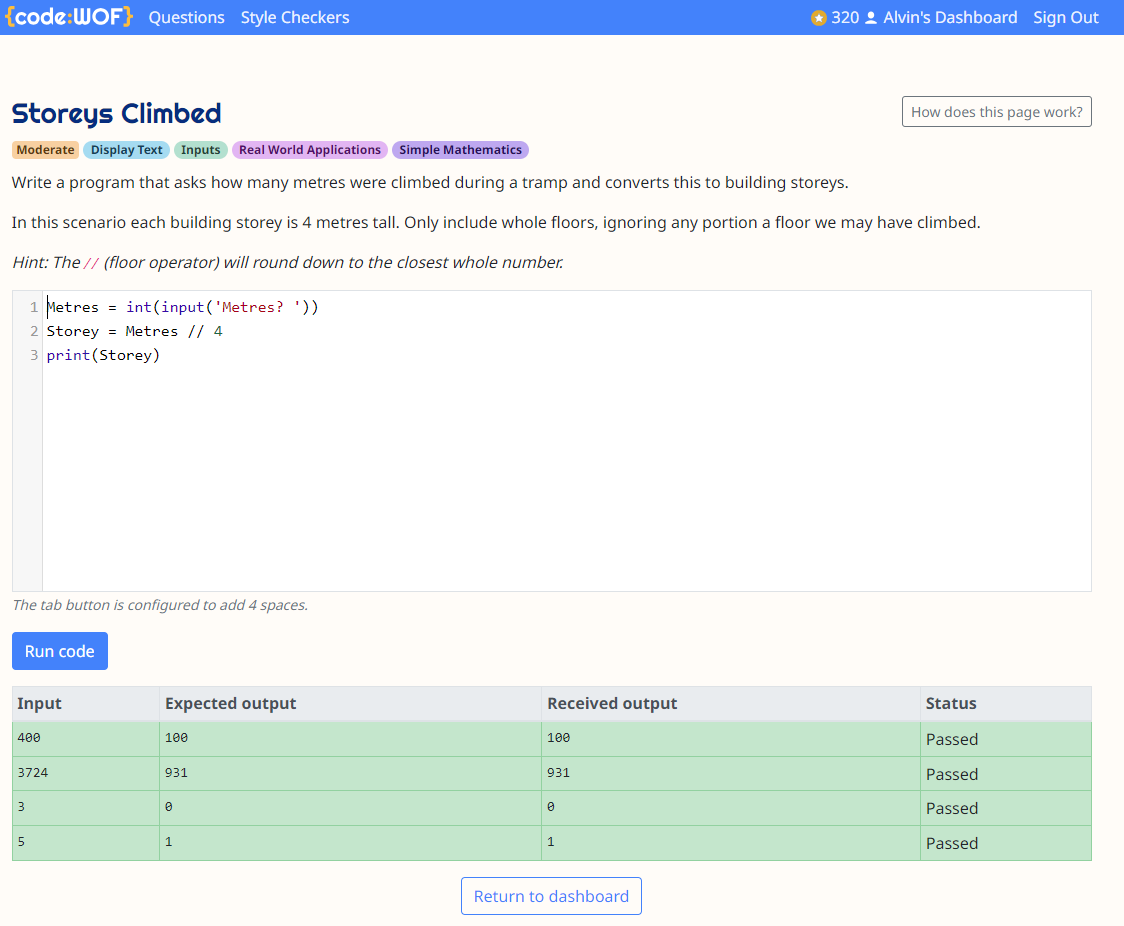 {code:WOF} Questions Style Checkers 320 Alvin's Dashboard Sign Out
Storeys Climbed
How does this page work?
Moderate Display Text Inputs Real World Applications Simple Mathematics
Write a program that asks how many metres were climbed during a tramp and converts this to building storeys.
In this scenario each building storey is 4 metres tall. Only include whole floors, ignoring any portion a floor we may have climbed.
Hint: The // (floor operator) will round down to the closest whole number.
1 Metres = int(input('Metres? '))
2 Storey = Metres // 4
3 print(Storey)
The tab button is configured to add 4 spaces.
Run code
Input Expected output Received output Status
400 100 100 Passed
3724 931 931 Passed
3 0 0 Passed
5 1 1 Passed
Return to dashboard